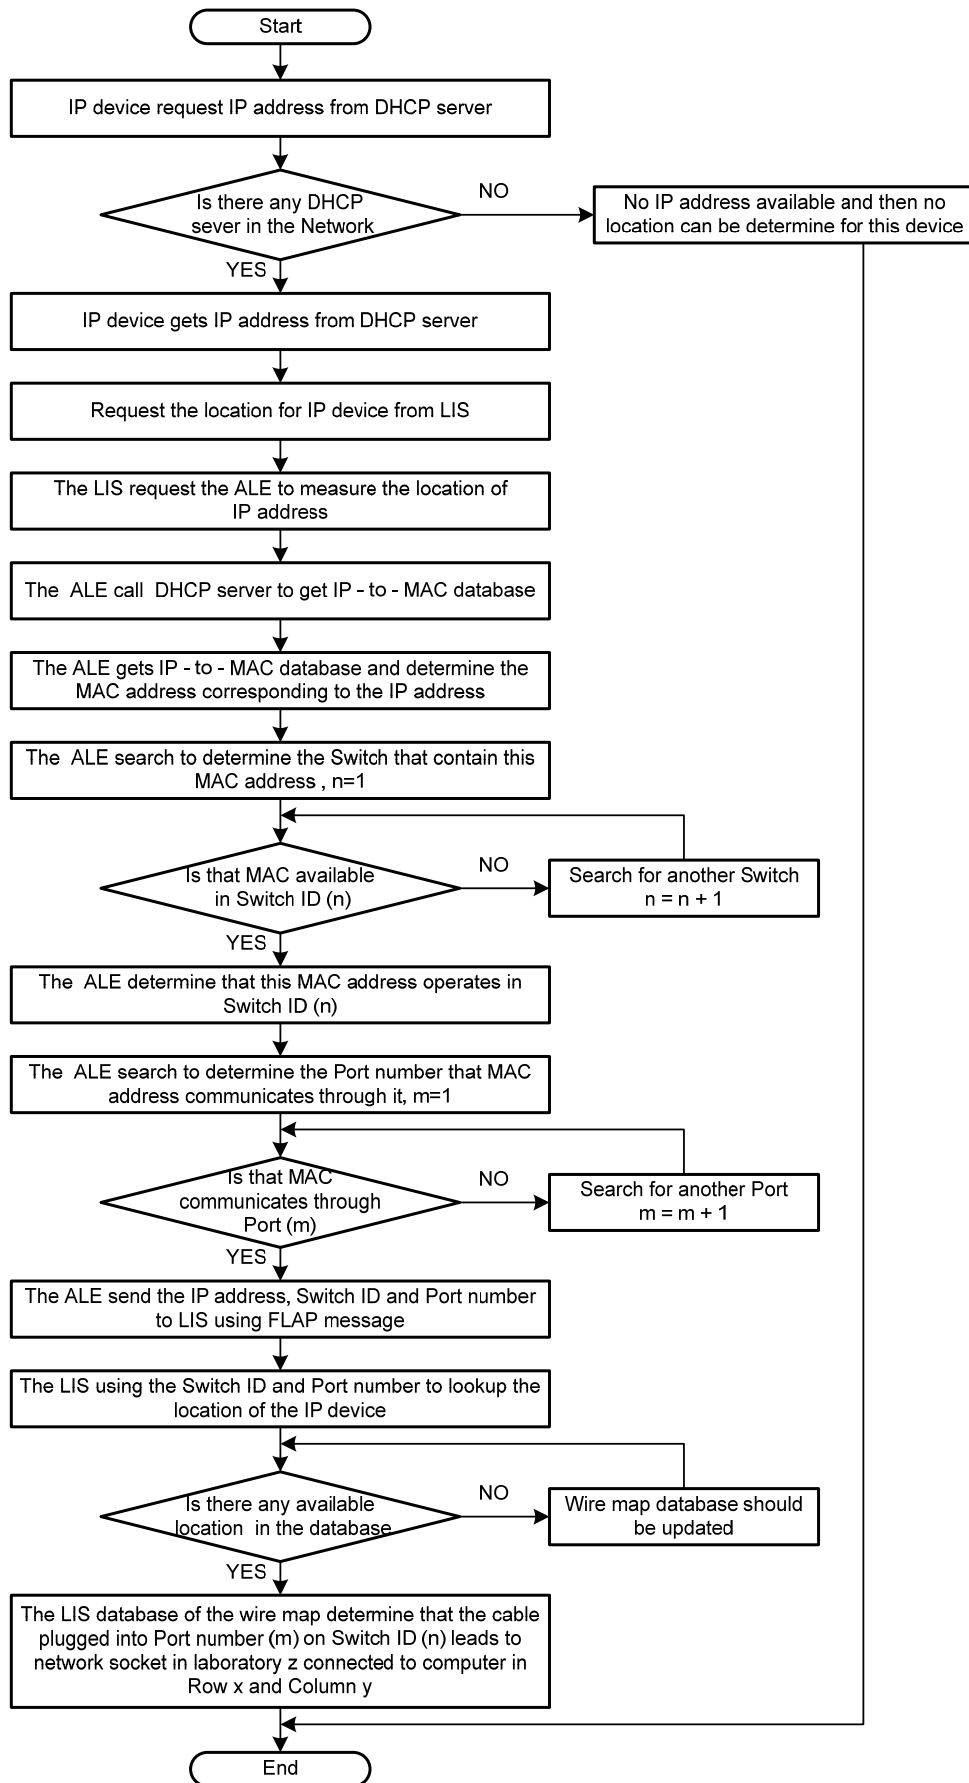 Start
IP device request IP address from DHCP server
Is there any DHCP
sever in the Network
NO
No IP address available and then no
location can be determine for this device
YES
IP device gets IP address from DHCP server
Request the location for IP device from LIS
The LIS request the ALE to measure the location of
IP address
The ALE call DHCP server to get IP - to - MAC database
The ALE gets IP - to - MAC database and determine the
MAC address corresponding to the IP address
The ALE search to determine the Switch that contain this
MAC address , n=1
Is that MAC available
in Switch ID (n)
NO
Search for another Switch
n = n + 1
YES
The ALE determine that this MAC address operates in
Switch ID (n)
The ALE search to determine the Port number that MAC
address communicates through it, m=1
Is that MAC
communicates through
Port (m)
NO
Search for another Port
m = m + 1
YES
The ALE send the IP address, Switch ID and Port number
to LIS using FLAP message
The LIS using the Switch ID and Port number to lookup the
location of the IP device
Is there any available
location in the database
NO
Wire map database should
be updated
YES
The LIS database of the wire map determine that the cable
plugged into Port number (m) on Switch ID (n) leads to
network socket in laboratory z connected to computer in
Row x and Column y
End